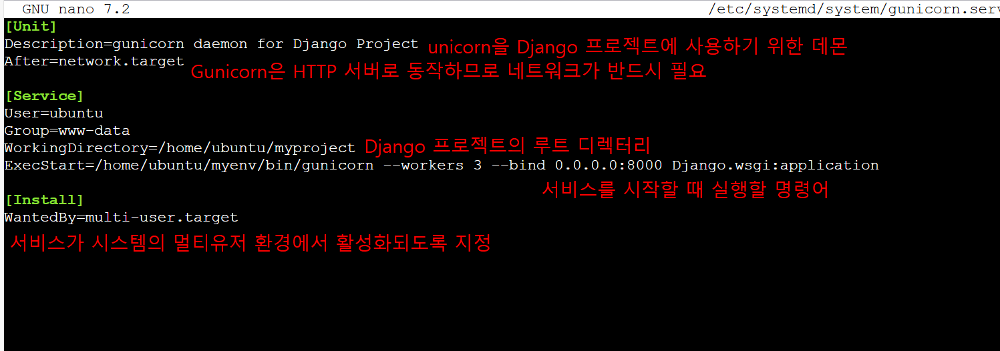 GNU nano 7.2 /etc/systemd/system/gunicorn.serv
[Unit]
Description=gunicorn daemon for Django Project unicorn을 Django 프로젝트에 사용하기 위한 데몬
After=network.target Gunicorn은 HTTP 서버로 동작하므로 네트워크가 반드시 필요
[Service]
User=ubuntu
Group=www-data
WorkingDirectory=/home/ubuntu/myproject Django 프로젝트의 루트 디렉터리
ExecStart=/home/ubuntu/myenv/bin/gunicorn --workers 3 --bind 0.0.0.0:8000 Django.wsgi:application
서비스를 시작할 때 실행할 명령어
[Install]
WantedBy=multi-user.target
서비스가 시스템의 멀티유저 환경에서 활성화되도록 지정